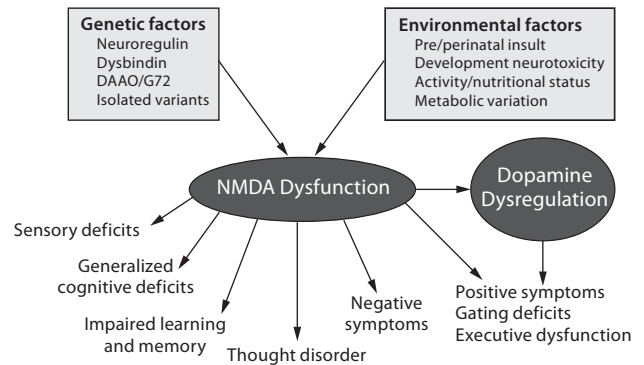 Genetic factors
Neuroregulin
Dysbindin
DAAO/G72
Isolated variants
Environmental factors
Pre/perinatal insult
Development neurotoxicity
Activity/nutritional status
Metabolic variation
NMDA Dysfunction
Dopamine
Dysregulation
Sensory deficits
Generalized
cognitive deficits
Impaired learning
and memory
Thought disorder
Negative
symptoms
Positive symptoms
Gating deficits
Executive dysfunction